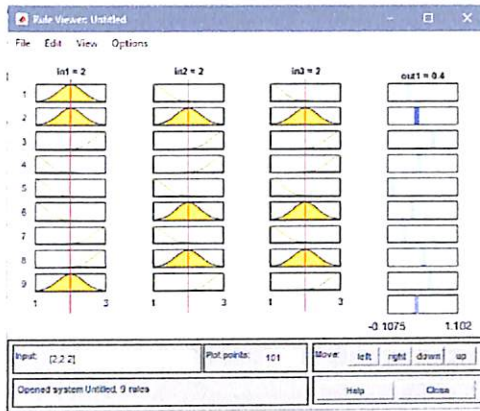 Rule Viewer: Untitled
File Edit View Options
in1 = 2 in2 = 2 in3 = 2 out1 = 0.4
1
2
3
4
5
6
7
8
9
1 3 1 3 1 3
-0.1075 1.102
Input: [2;2;2] Plot points: 101 Move: left right down up
Opened system Untitled, 9 rules Help Close